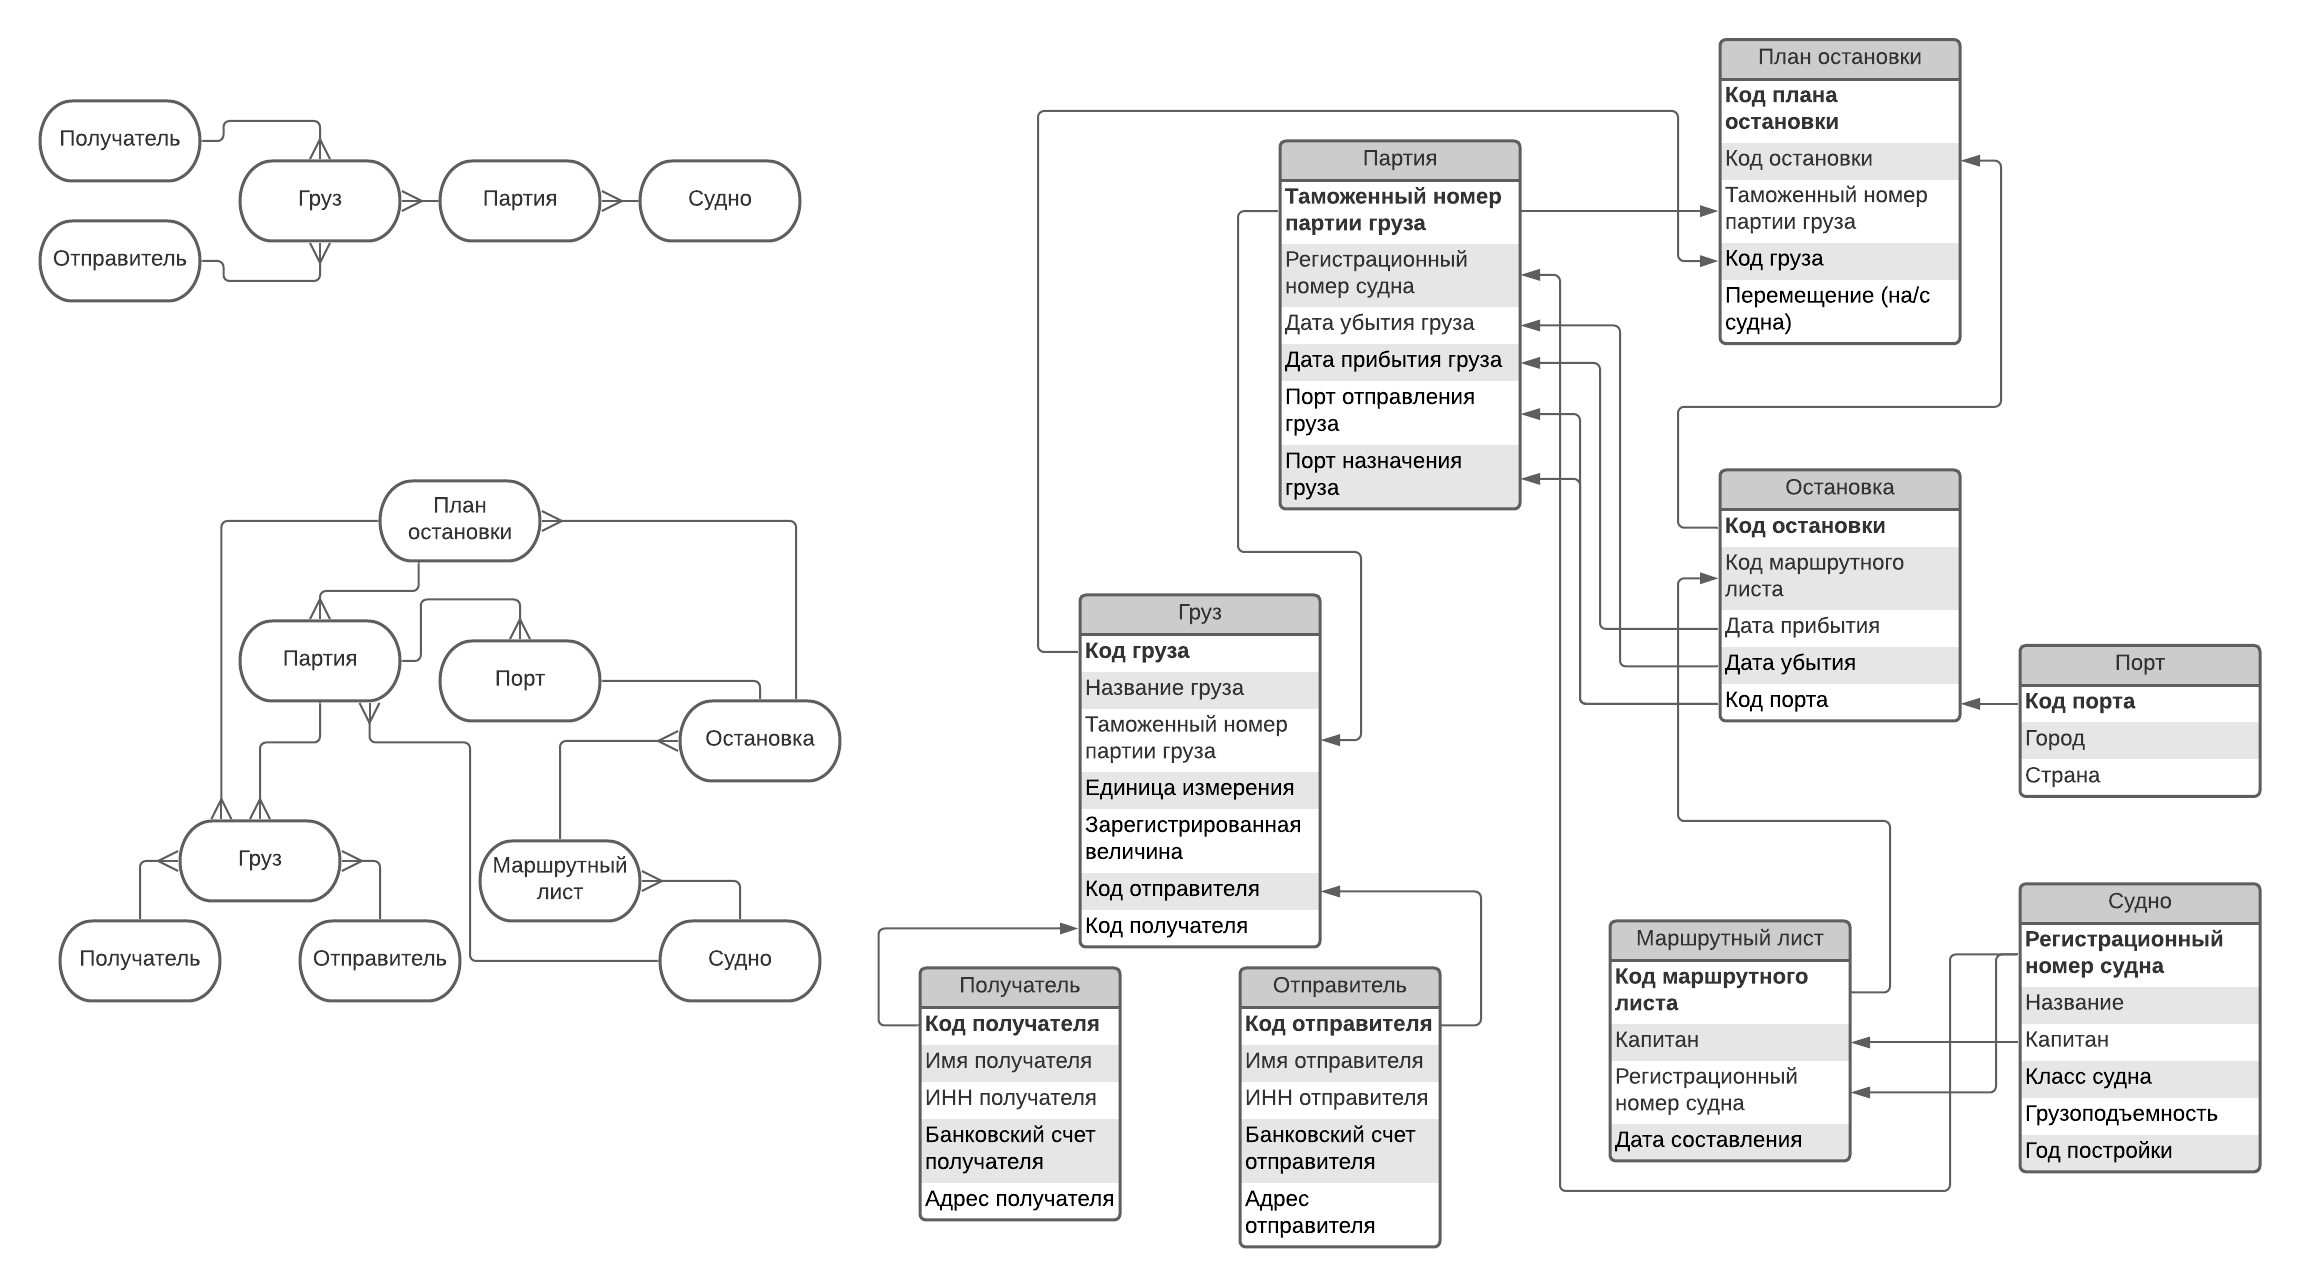 Получатель
Груз
Партия
Судно
Отправитель
План
остановки
Партия
Порт
Остановка
Груз
Маршрутный
лист
Получатель
Отправитель
Судно
План остановки
Код плана
остановки
Код остановки
Таможенный номер
партии груза
Код груза
Перемещение (на/с
судна)
Партия
Таможенный номер
партии груза
Регистрационный
номер судна
Дата убытия груза
Дата прибытия груза
Порт отправления
груза
Порт назначения
груза
Остановка
Код остановки
Код маршрутного
листа
Дата прибытия
Дата убытия
Код порта
Порт
Код порта
Город
Страна
Груз
Код груза
Название груза
Таможенный номер
партии груза
Единица измерения
Зарегистрированная
величина
Код отправителя
Код получателя
Получатель
Код получателя
Имя получателя
ИНН получателя
Банковский счет
получателя
Адрес получателя
Отправитель
Код отправителя
Имя отправителя
ИНН отправителя
Банковский счет
отправителя
Адрес
отправителя
Маршрутный лист
Код маршрутного
листа
Капитан
Регистрационный
номер судна
Дата составления
Судно
Регистрационный
номер судна
Название
Капитан
Класс судна
Грузоподъемность
Год постройки